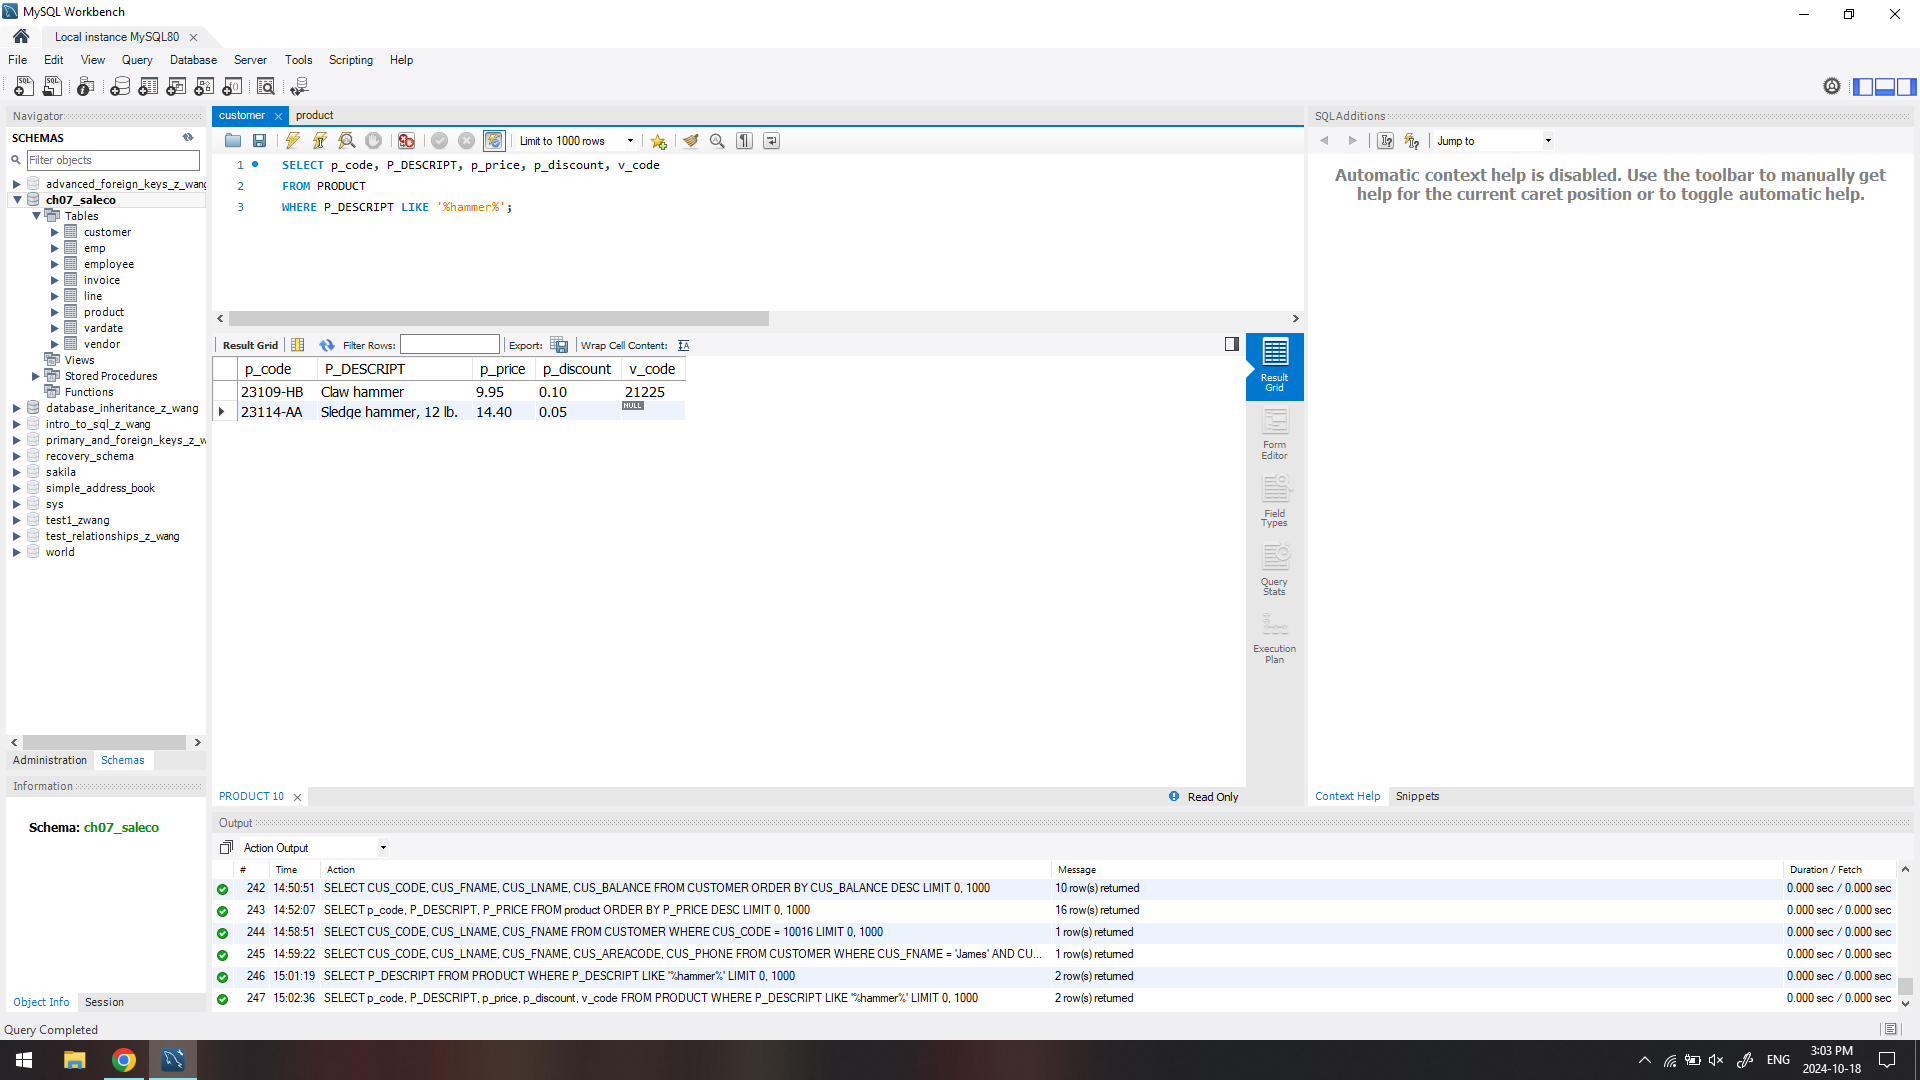 MySQL Workbench
Local instance MySQL80
File Edit View Query Database Server Tools Scripting Help
Navigator
SCHEMAS
Filter objects
advanced_foreign_keys_z_wang
ch07_saleco
Tables
customer
emp
employee
invoice
line
product
vardate
vendor
Views
Stored Procedures
Functions
database_inheritance_z_wang
intro_to_sql_z_wang
primary_and_foreign_keys_z_w
recovery_schema
sakila
simple_address_book
sys
test1_zwang
test_relationships_z_wang
world
Administration Schemas
Information
Schema: ch07_saleco
Object Info Session
customer product
Limit to 1000 rows
1 SELECT p_code, P_DESCRIPT, p_price, p_discount, v_code
2 FROM PRODUCT
3 WHERE P_DESCRIPT LIKE '%hammer%';
Result Grid Filter Rows: Export: Wrap Cell Content:
p_code P_DESCRIPT p_price p_discount v_code
23109-HB Claw hammer 9.95 0.10 21225
23114-AA Sledge hammer, 12 lb. 14.40 0.05 NULL
Result
Grid
Form
Editor
Field
Types
Query
Stats
Execution
Plan
PRODUCT 10 Read Only
SQLAdditions
Jump to
Automatic context help is disabled. Use the toolbar to manually get
help for the current caret position or to toggle automatic help.
Context Help Snippets
Output
Action Output
# Time Action Message Duration / Fetch
242 14:50:51 SELECT CUS_CODE, CUS_FNAME, CUS_LNAME, CUS_BALANCE FROM CUSTOMER ORDER BY CUS_BALANCE DESC LIMIT 0, 1000 10 row(s) returned 0.000 sec / 0.000 sec
243 14:52:07 SELECT p_code, P_DESCRIPT, P_PRICE FROM product ORDER BY P_PRICE DESC LIMIT 0, 1000 16 row(s) returned 0.000 sec / 0.000 sec
244 14:58:51 SELECT CUS_CODE, CUS_LNAME, CUS_FNAME FROM CUSTOMER WHERE CUS_CODE = 10016 LIMIT 0, 1000 1 row(s) returned 0.000 sec / 0.000 sec
245 14:59:22 SELECT CUS_CODE, CUS_LNAME, CUS_FNAME, CUS_AREACODE, CUS_PHONE FROM CUSTOMER WHERE CUS_FNAME = 'James' AND CU... 1 row(s) returned 0.000 sec / 0.000 sec
246 15:01:19 SELECT P_DESCRIPT FROM PRODUCT WHERE P_DESCRIPT LIKE '%hammer%' LIMIT 0, 1000 2 row(s) returned 0.000 sec / 0.000 sec
247 15:02:36 SELECT p_code, P_DESCRIPT, p_price, p_discount, v_code FROM PRODUCT WHERE P_DESCRIPT LIKE '%hammer%' LIMIT 0, 1000 2 row(s) returned 0.000 sec / 0.000 sec
Query Completed
ENG
3:03 PM
2024-10-18